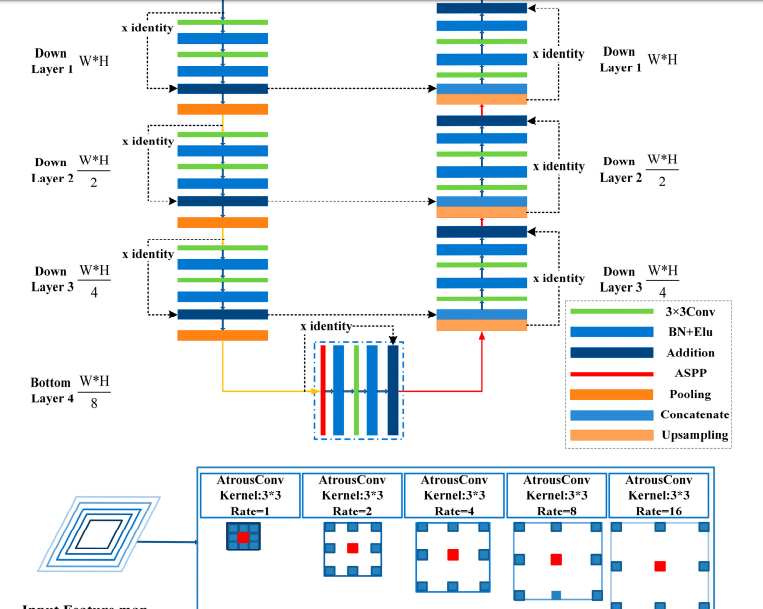 x identity
Down
Layer 1
W*H
x identity
Down
Layer 1
W*H
x identity
Down
Layer 2
W*H
2
x identity
Down
Layer 2
W*H
2
x identity
Down
Layer 3
W*H
4
x identity
Down
Layer 3
W*H
4
3×3Conv
BN+Elu
Addition
ASPP
Pooling
Concatenate
Upsampling
x identity
Bottom
Layer 4
W*H
8
AtrousConv
Kernel:3*3
Rate=1
AtrousConv
Kernel:3*3
Rate=2
AtrousConv
Kernel:3*3
Rate=4
AtrousConv
Kernel:3*3
Rate=8
AtrousConv
Kernel:3*3
Rate=16
Input Feature map